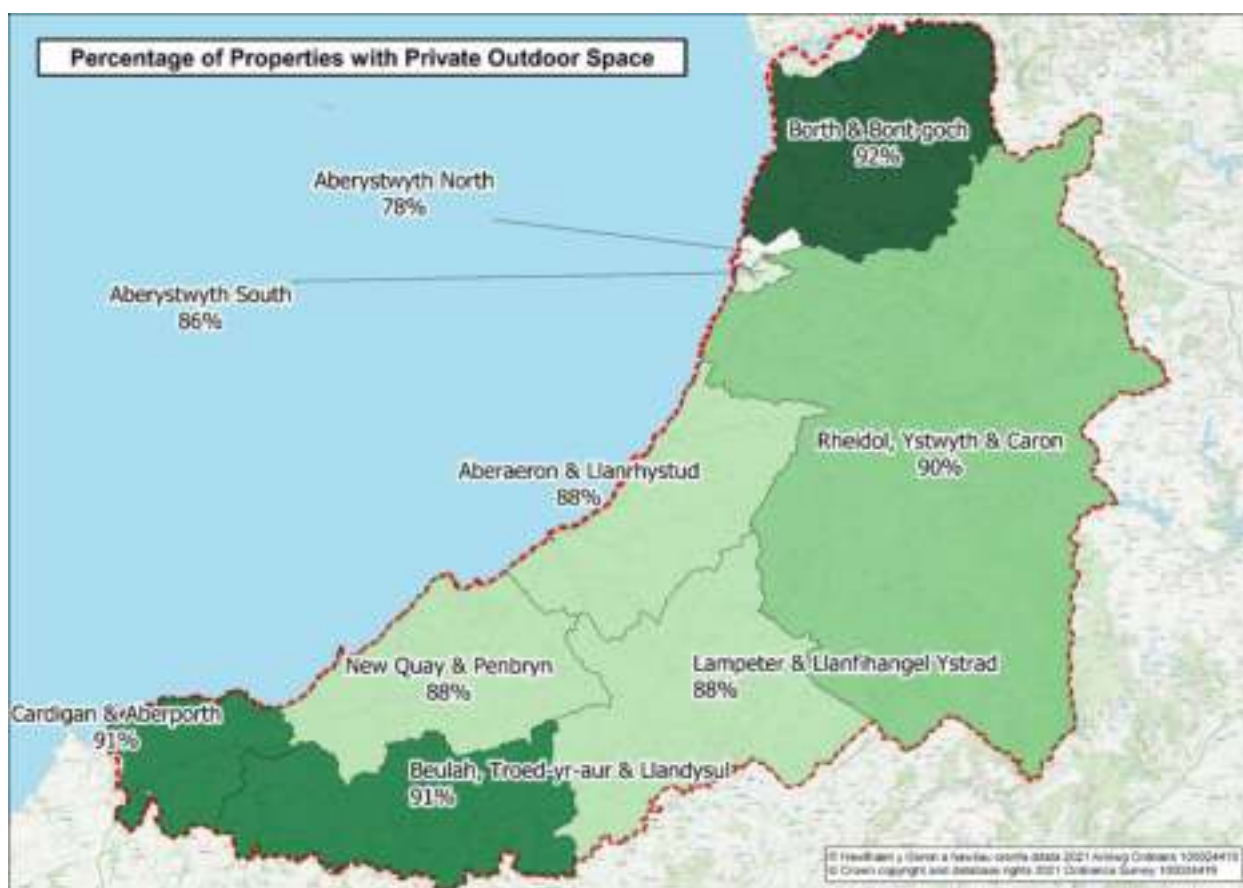 Percentage of Properties with Private Outdoor Space
Borth & Bont-goch
92%
Aberystwyth North
78%
Aberystwyth South
86%
Rheidol, Ystwyth & Caron
90%
Aberaeron & Llanrhystud
88%
New Quay & Penbryn
88%
Lampeter & Llanfihangel Ystrad
88%
Cardigan & Aberporth
91%
Beulah, Troed-yr-aur & Llandysul
91%
© Crown copyright and database rights 2021 Ordnance Survey